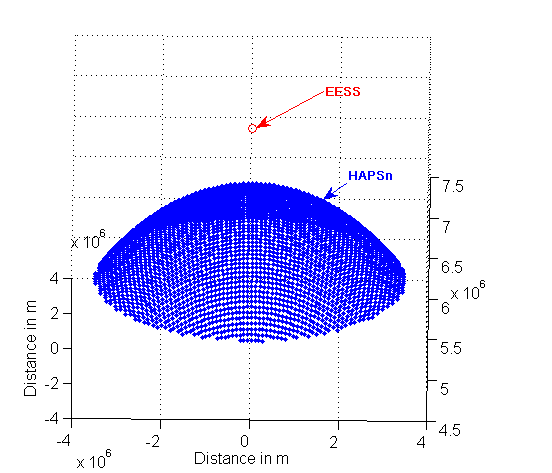 EESS
HAPSn
7.5
7
6.5
x 10^6
6
5.5
5
4.5
x 10^6
4
2
0
-2
-4
Distance in m
-4
-2
0
2
4
x 10^6
Distance in m